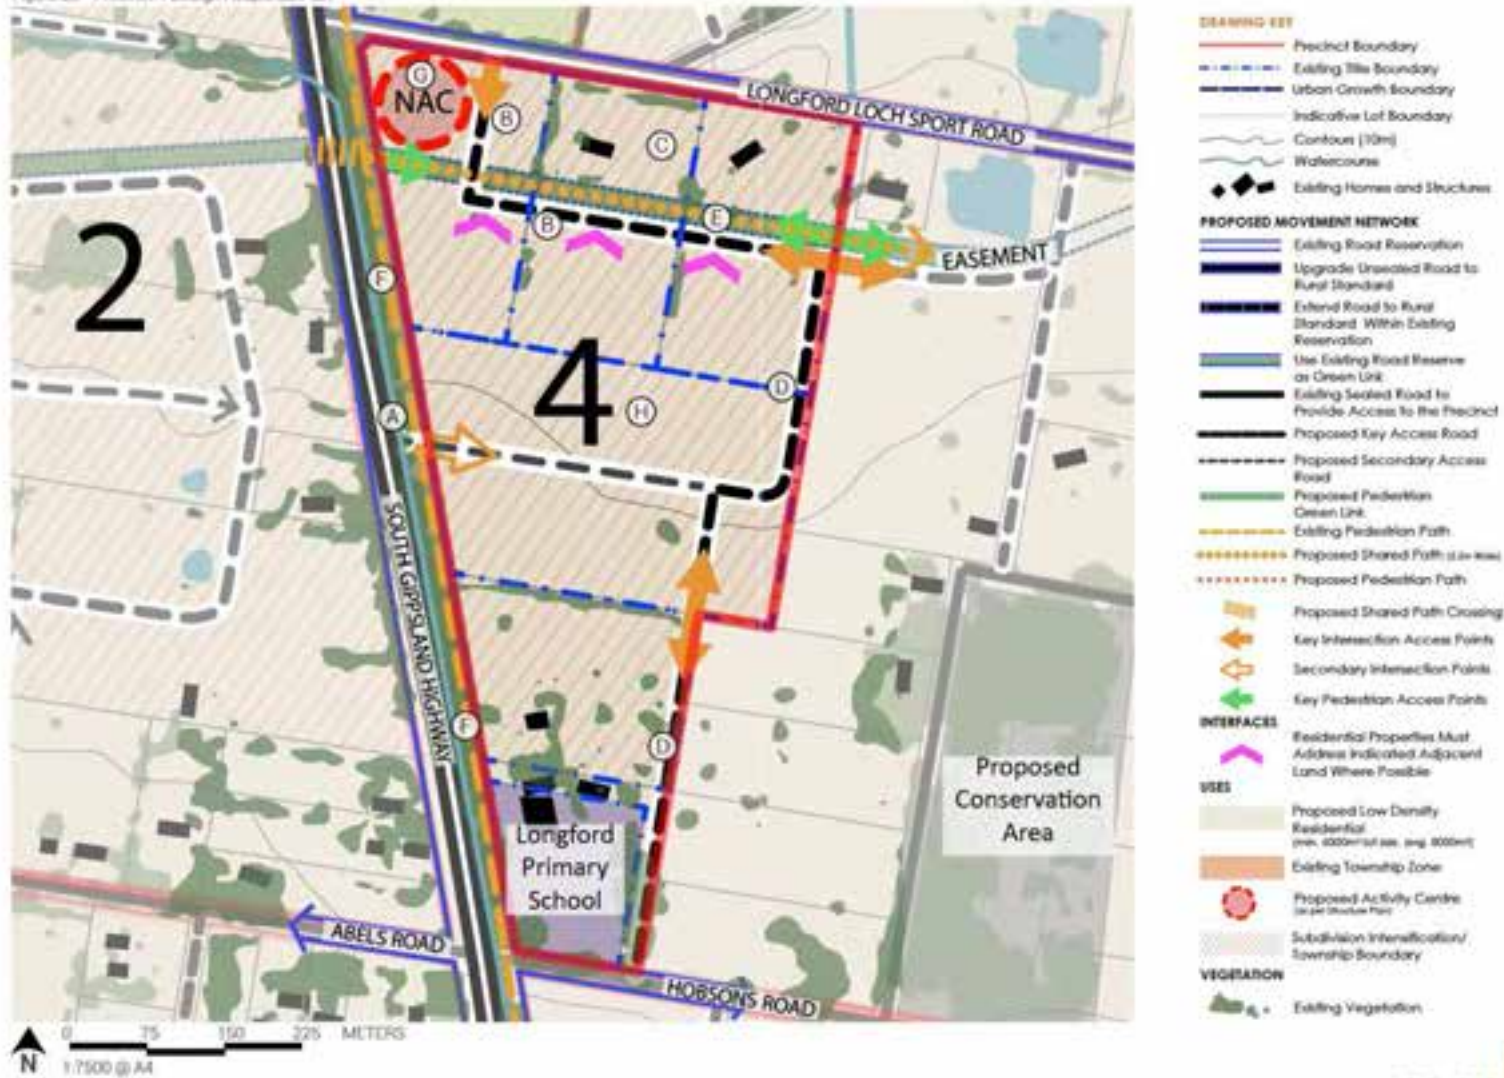 G
NAC
B
C
LONGFORD LOCH SPORT ROAD
B
E
EASEMENT
2
F
4
H
D
A
SOUTH GIPPSLAND HIGHWAY
F
D
Longford
Primary
School
Proposed
Conservation
Area
ABELS ROAD
HOBSONS ROAD
N
0 75 150 225 METERS
1:7500 @ A4
DRAWING KEY
Precinct Boundary
Existing Title Boundary
Urban Growth Boundary
Indicative Lot Boundary
Contours (10m)
Watercourse
Existing Homes and Structures
PROPOSED MOVEMENT NETWORK
Existing Road Reservation
Upgrade Unsealed Road to
Rural Standard
Extend Road to Rural
Standard Within Existing
Reservation
Use Existing Road Reserve
as Green Link
Existing Sealed Road to
Provide Access to the Precinct
Proposed Key Access Road
Proposed Secondary Access
Road
Proposed Pedestrian
Green Link
Existing Pedestrian Path
Proposed Shared Path
Proposed Pedestrian Path
Proposed Shared Path Crossing
Key Intersection Access Points
Secondary Intersection Points
Key Pedestrian Access Points
INTERFACES
Residential Properties Must
Address Indicated Adjacent
Land Where Possible
USES
Proposed Low Density
Residential
Existing Township Zone
Proposed Activity Centre
(as per Structure Plan)
Subdivision Intensification/
Township Boundary
VEGETATION
Existing Vegetation